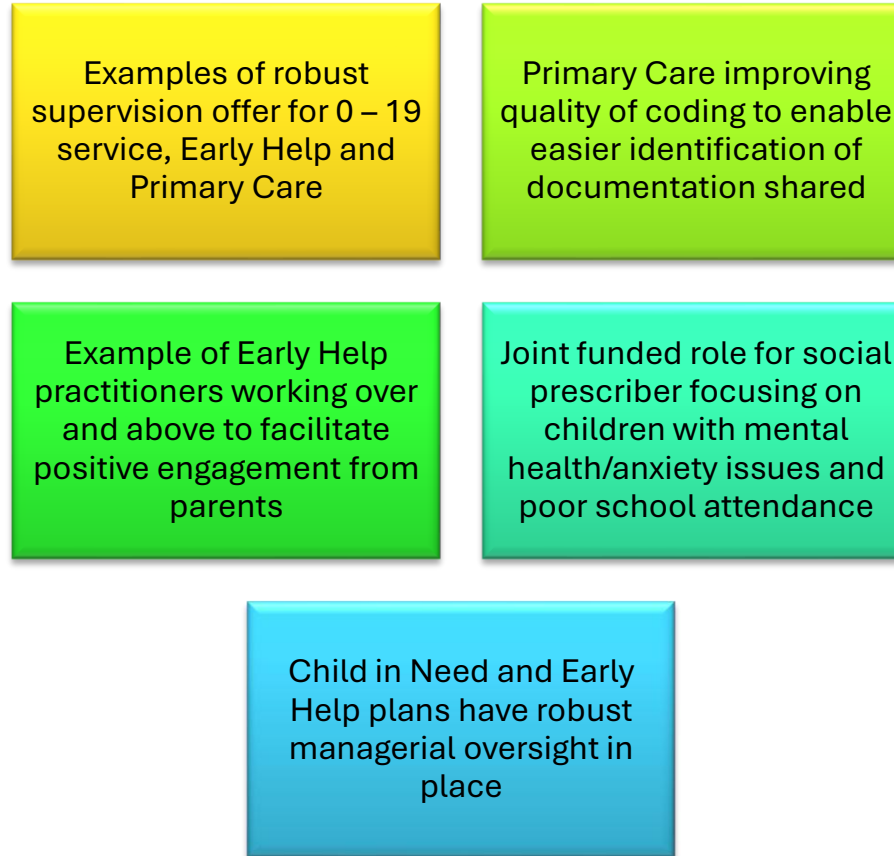 Examples of robust
supervision offer for 0 – 19
service, Early Help and
Primary Care
Primary Care improving
quality of coding to enable
easier identification of
documentation shared
Example of Early Help
practitioners working over
and above to facilitate
positive engagement from
parents
Joint funded role for social
prescriber focusing on
children with mental
health/anxiety issues and
poor school attendance
Child in Need and Early
Help plans have robust
managerial oversight in
place